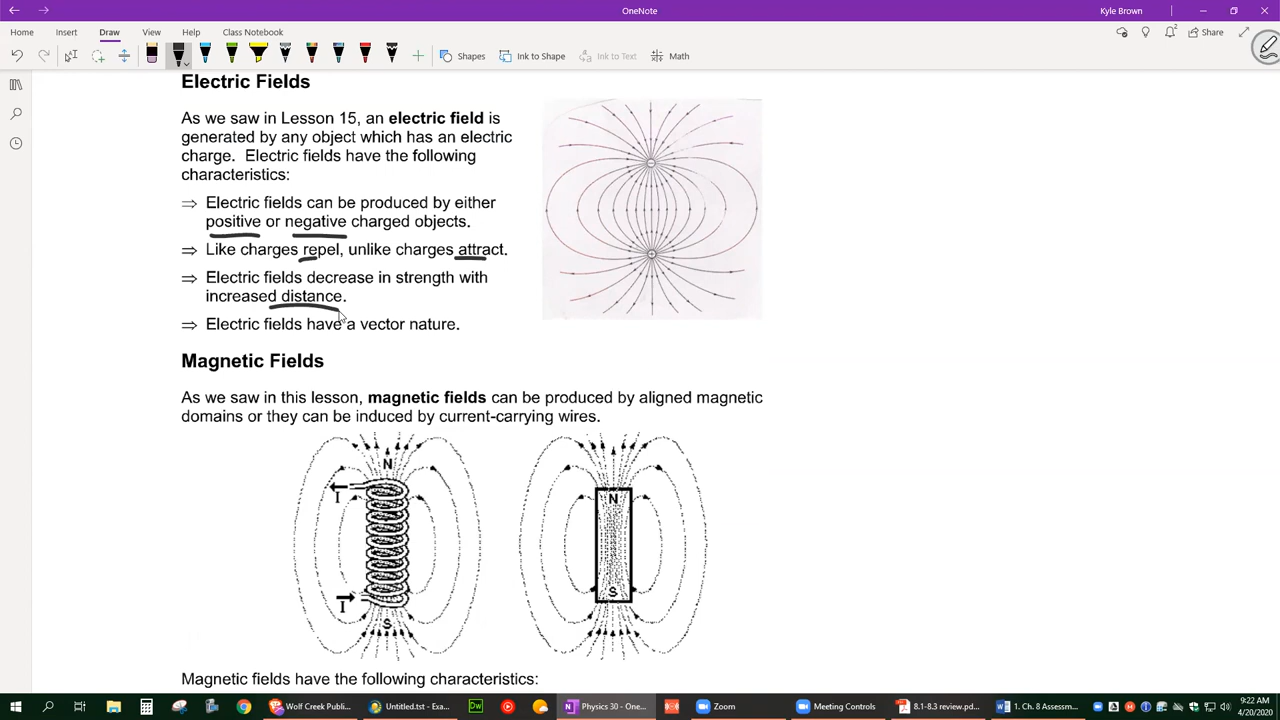 OneNote
Kyle Brown
Home Insert Draw View Help Class Notebook
Share
Shapes Ink to Shape Ink to Text Math
Electric Fields
As we saw in Lesson 15, an electric field is
generated by any object which has an electric
charge. Electric fields have the following
characteristics:
⇒ Electric fields can be produced by either
positive or negative charged objects.
⇒ Like charges repel, unlike charges attract.
⇒ Electric fields decrease in strength with
increased distance.
⇒ Electric fields have a vector nature.
Magnetic Fields
As we saw in this lesson, magnetic fields can be produced by aligned magnetic
domains or they can be induced by current-carrying wires.
N
I
I
S
N
S
Magnetic fields have the following characteristics:
Wolf Creek Publi... Untitled.tst - Exa... Dw Physics 30 - One... Zoom Meeting Controls 8.1-8.3 review.pd... 1. Ch. 8 Assessm...
9:22 AM
4/20/2020